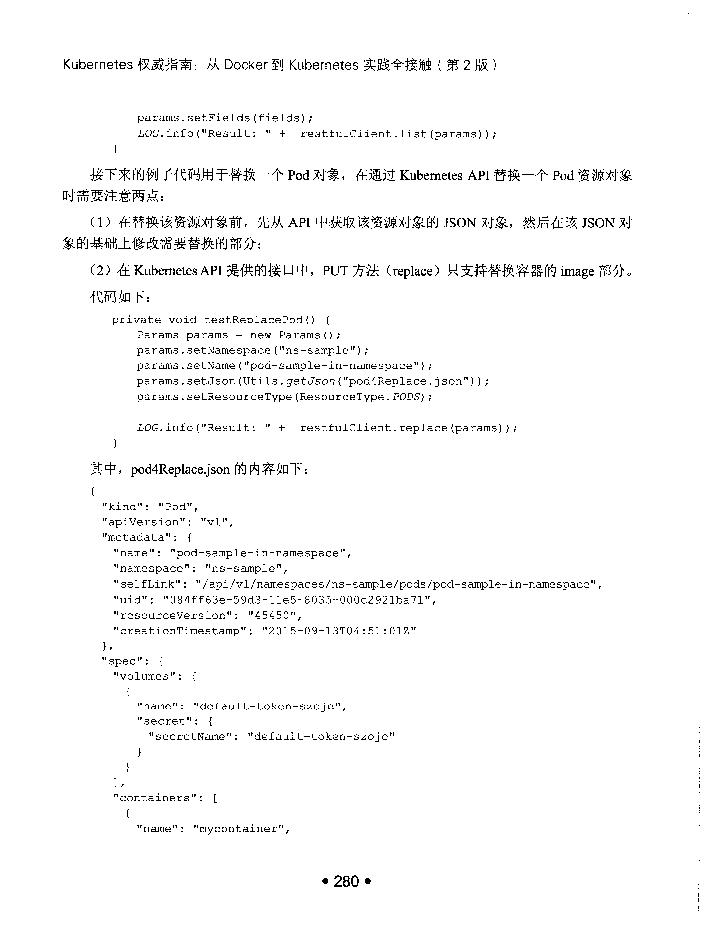 Kubernetes 权威指南：从 Docker 到 Kubernetes 实践全接触（第 2 版）
params.setFields(fields);
LOG.info("Result: " + restfulClient.list(params));
}
接下来的例子代码用于替换一个 Pod 对象，在通过 Kubernetes API 替换一个 Pod 资源对象
时需要注意两点：
（1）在替换该资源对象前，先从 API 中获取该资源对象的 JSON 对象，然后在该 JSON 对
象的基础上修改需要替换的部分；
（2）在 Kubernetes API 提供的接口中，PUT 方法（replace）只支持替换容器的 image 部分。
代码如下：
private void testReplacePod() {
Params params = new Params();
params.setNamespace("ns-sample");
params.setName("pod-sample-in-namespace");
params.setJson(Utils.getJson("pod4Replace.json"));
params.setResourceType(ResourceType.PODS);
LOG.info("Result: " + restfulClient.replace(params));
}
其中，pod4Replace.json 的内容如下：
{
"kind": "Pod",
"apiVersion": "v1",
"metadata": {
"name": "pod-sample-in-namespace",
"namespace": "ns-sample",
"selfLink": "/api/v1/namespaces/ns-sample/pods/pod-sample-in-namespace",
"uid": "084ff63e-59d3-11e5-8035-000c2921ba71",
"resourceVersion": "45450",
"creationTimestamp": "2015-09-13T04:51:01Z"
},
"spec": {
"volumes": [
{
"name": "default-token-szoje",
"secret": {
"secretName": "default-token-szoje"
}
}
],
"containers": [
{
"name": "mycontainer",
• 280 •